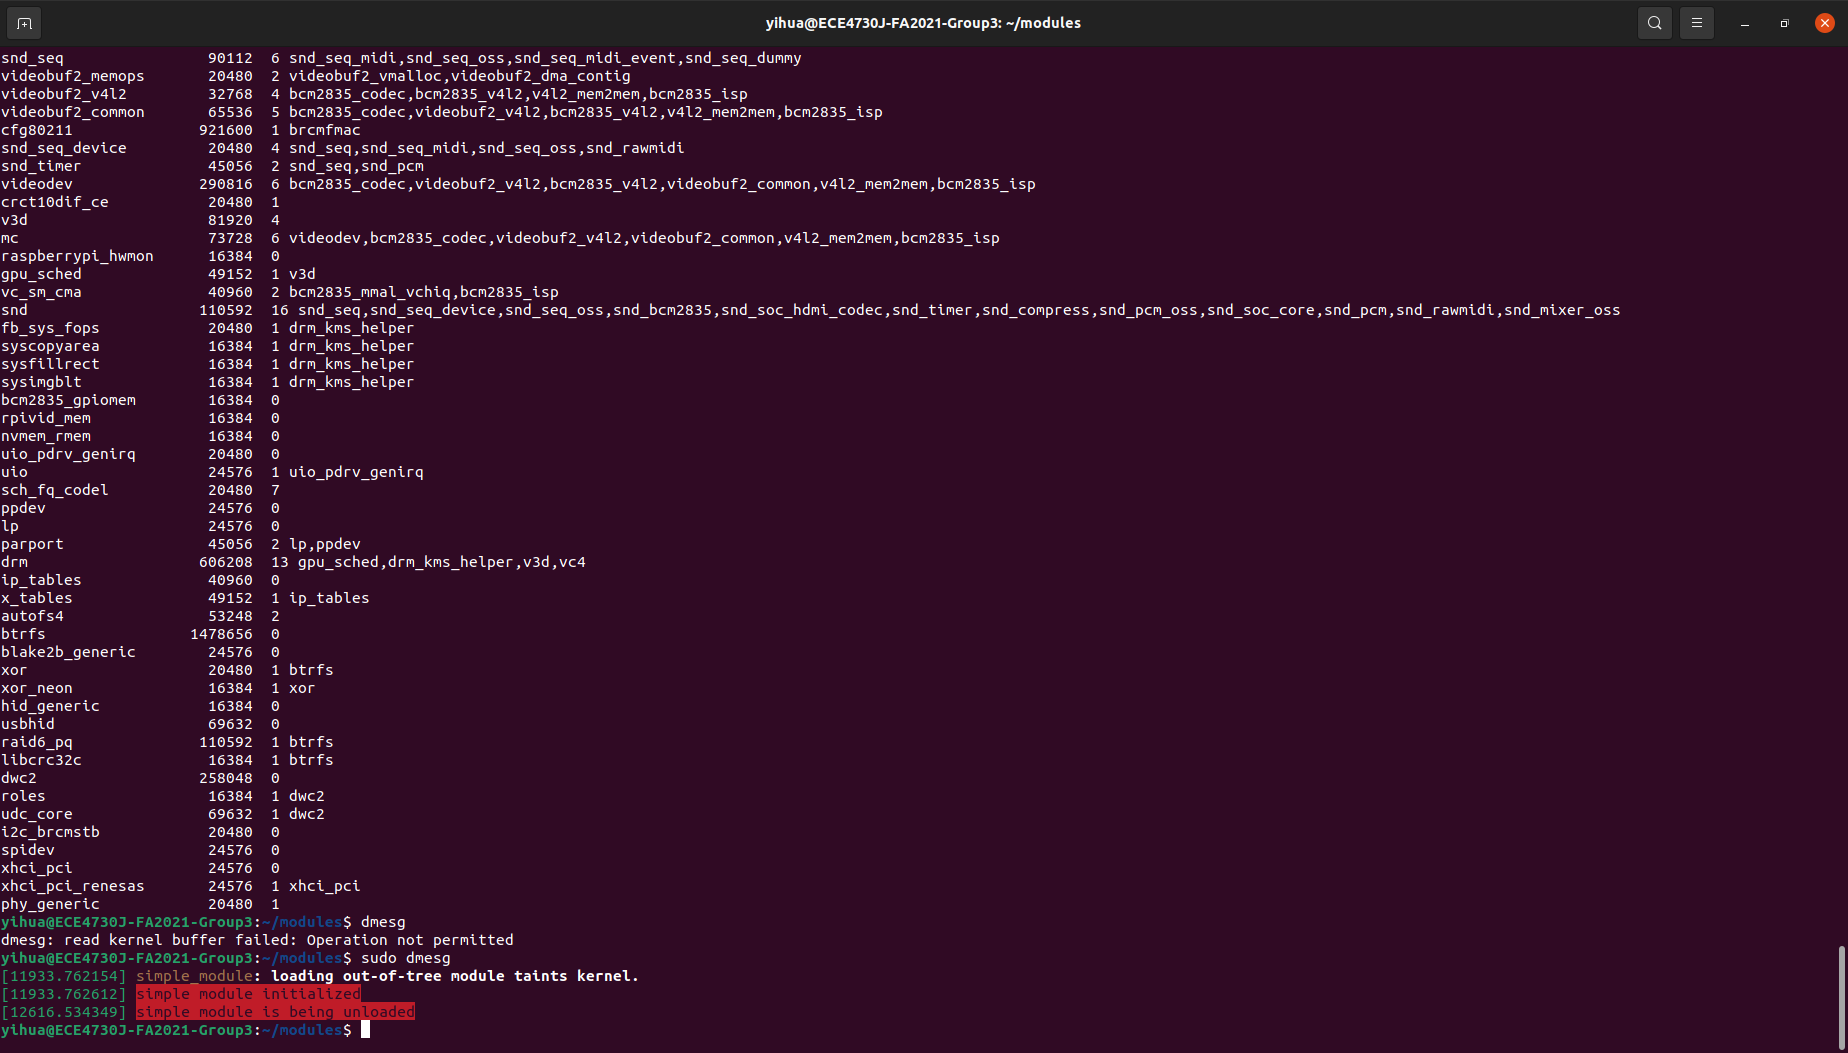 yihua@ECE4730J-FA2021-Group3: ~/modules
snd_seq                90112  6 snd_seq_midi,snd_seq_oss,snd_seq_midi_event,snd_seq_dummy
videobuf2_memops       20480  2 videobuf2_vmalloc,videobuf2_dma_contig
videobuf2_v4l2         32768  4 bcm2835_codec,bcm2835_v4l2,v4l2_mem2mem,bcm2835_isp
videobuf2_common       65536  5 bcm2835_codec,videobuf2_v4l2,bcm2835_v4l2,v4l2_mem2mem,bcm2835_isp
cfg80211              921600  1 brcmfmac
snd_seq_device         20480  4 snd_seq,snd_seq_midi,snd_seq_oss,snd_rawmidi
snd_timer              45056  2 snd_seq,snd_pcm
videodev              290816  6 bcm2835_codec,videobuf2_v4l2,bcm2835_v4l2,videobuf2_common,v4l2_mem2mem,bcm2835_isp
crct10dif_ce           20480  1
v3d                    81920  4
mc                     73728  6 videodev,bcm2835_codec,videobuf2_v4l2,videobuf2_common,v4l2_mem2mem,bcm2835_isp
raspberrypi_hwmon      16384  0
gpu_sched              49152  1 v3d
vc_sm_cma              40960  2 bcm2835_mmal_vchiq,bcm2835_isp
snd                   110592  16 snd_seq,snd_seq_device,snd_seq_oss,snd_bcm2835,snd_soc_hdmi_codec,snd_timer,snd_compress,snd_pcm_oss,snd_soc_core,snd_pcm,snd_rawmidi,snd_mixer_oss
fb_sys_fops            20480  1 drm_kms_helper
syscopyarea            16384  1 drm_kms_helper
sysfillrect            16384  1 drm_kms_helper
sysimgblt              16384  1 drm_kms_helper
bcm2835_gpiomem        16384  0
rpivid_mem             16384  0
nvmem_rmem             16384  0
uio_pdrv_genirq        20480  0
uio                    24576  1 uio_pdrv_genirq
sch_fq_codel           20480  7
ppdev                  24576  0
lp                     24576  0
parport                45056  2 lp,ppdev
drm                   606208  13 gpu_sched,drm_kms_helper,v3d,vc4
ip_tables              40960  0
x_tables               49152  1 ip_tables
autofs4                53248  2
btrfs                1478656  0
blake2b_generic        24576  0
xor                    20480  1 btrfs
xor_neon               16384  1 xor
hid_generic            16384  0
usbhid                 69632  0
raid6_pq              110592  1 btrfs
libcrc32c              16384  1 btrfs
dwc2                  258048  0
roles                  16384  1 dwc2
udc_core               69632  1 dwc2
i2c_brcmstb            20480  0
spidev                 24576  0
xhci_pci               24576  0
xhci_pci_renesas       24576  1 xhci_pci
phy_generic            20480  1
yihua@ECE4730J-FA2021-Group3:~/modules$ dmesg
dmesg: read kernel buffer failed: Operation not permitted
yihua@ECE4730J-FA2021-Group3:~/modules$ sudo dmesg
[11933.762154] simple_module: loading out-of-tree module taints kernel.
[11933.762612] simple module initialized
[12616.534349] simple module is being unloaded
yihua@ECE4730J-FA2021-Group3:~/modules$